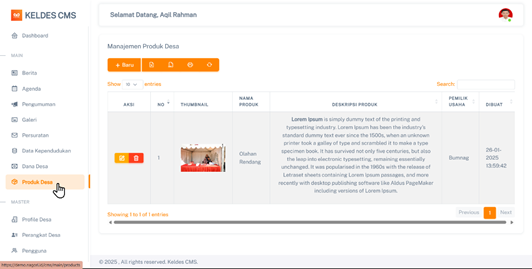 KELDES CMS
Selamat Datang, Aqil Rahman
Dashboard
MAIN
Berita
Agenda
Pengumuman
Galeri
Persuratan
Data Kependudukan
Dana Desa
Produk Desa
MASTER
Profile Desa
Perangkat Desa
Pengguna
Manajemen Produk Desa
+ Baru
Show 10 entries
Search:
AKSI
NO
THUMBNAIL
NAMA PRODUK
DESKRIPSI PRODUK
PEMILIK USAHA
DIBUAT
1
Olahan Rendang
Lorem Ipsum is simply dummy text of the printing and
typesetting industry. Lorem Ipsum has been the industry's
standard dummy text ever since the 1500s, when an unknown
printer took a galley of type and scrambled it to make a type
specimen book. It has survived not only five centuries, but also
the leap into electronic typesetting, remaining essentially
unchanged. It was popularised in the 1960s with the release of
Letraset sheets containing Lorem Ipsum passages, and more
recently with desktop publishing software like Aldus PageMaker
including versions of Lorem Ipsum.
Bumnag
26-01-2025 13:59:42
Showing 1 to 1 of 1 entries
Previous 1 Next
© 2025 , All rights reserved. Keldes CMS.